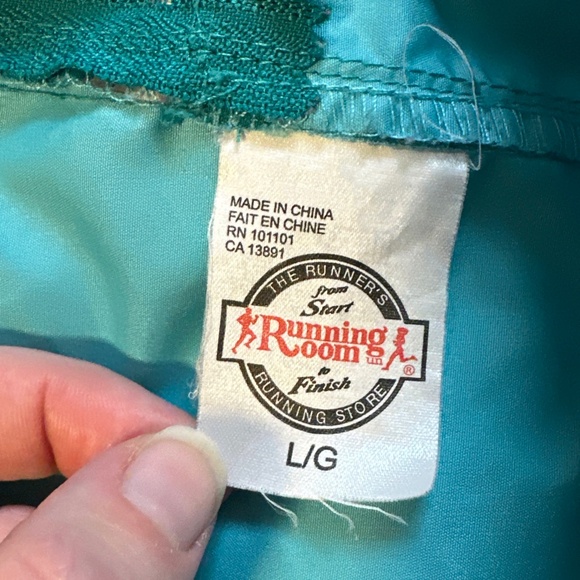 MADE IN CHINA
FAIT EN CHINE
RN 101101
CA 13891
THE RUNNER'S
from
Start
Running
Room
to
Finish
RUNNING STORE
®
L/G